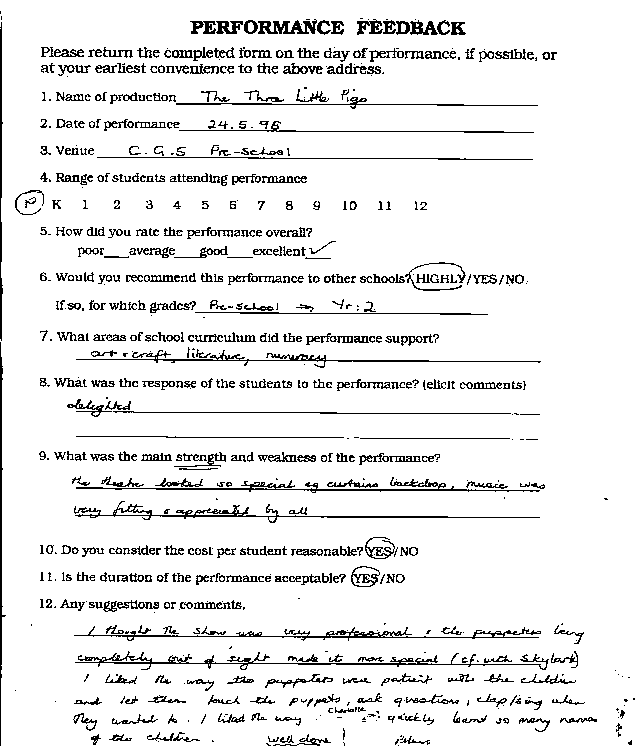 PERFORMANCE FEEDBACK
Please return the completed form on the day of performance, if possible, or
at your earliest convenience to the above address.
1. Name of production The Three Little Pigs
2. Date of performance 24.5.95
3. Venue C.G.S Pre-School
4. Range of students attending performance
P K 1 2 3 4 5 6 7 8 9 10 11 12
5. How did you rate the performance overall?
poor___average___good___excellent ✓
6. Would you recommend this performance to other schools? HIGHLY/YES/NO.
If so, for which grades? Pre-School → Yr: 2
7. What areas of school curriculum did the performance support?
art & craft, literature, numeracy
8. What was the response of the students to the performance? (elicit comments)
delighted
9. What was the main strength and weakness of the performance?
the theatre looked so special eg curtains backdrop, music was
very fitting & appreciated by all
10. Do you consider the cost per student reasonable? YES/NO
11. Is the duration of the performance acceptable? YES/NO
12. Any suggestions or comments.
I thought the show was very professional & the puppeteers being
completely out of sight made it more special (cf. with Skylark)
I liked the way the puppeteers were patient with the children
and let them touch the puppets, ask questions, clap/sing when
they wanted to. I liked the way Charlotte quickly learnt so many names
of the children. Well done!